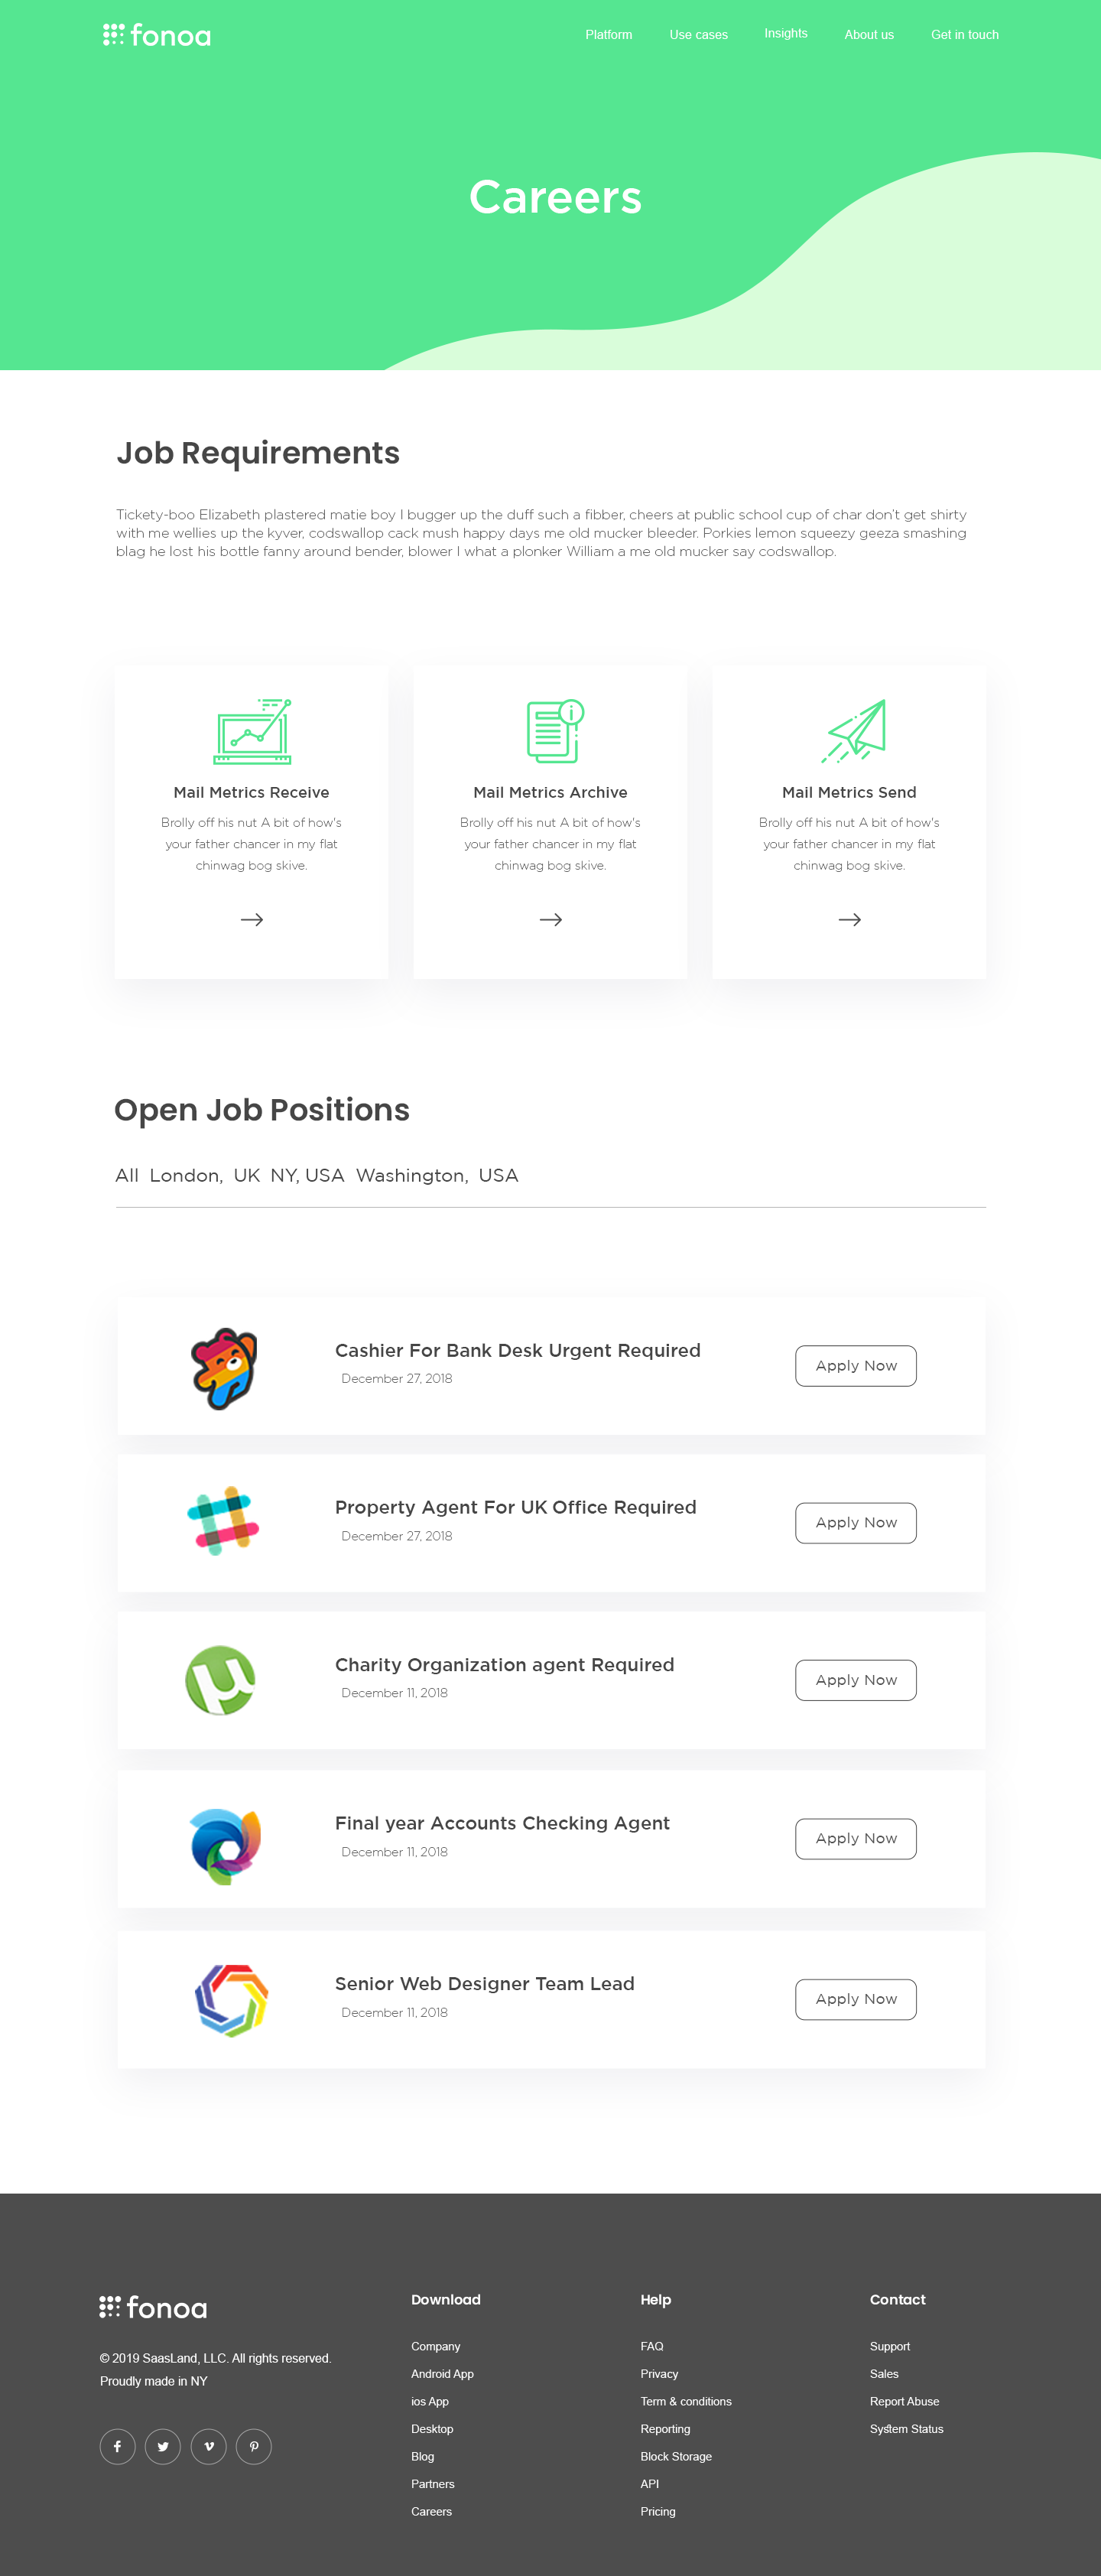 fonoa
Platform Use cases Insights About us Get in touch
Careers
Job Requirements
Tickety-boo Elizabeth plastered matie boy I bugger up the duff such a fibber, cheers at public school cup of char don't get shirty
with me wellies up the kyver, codswallop cack mush happy days me old mucker bleeder. Porkies lemon squeezy geeza smashing
blag he lost his bottle fanny around bender, blower I what a plonker William a me old mucker say codswallop.
Mail Metrics Receive
Brolly off his nut A bit of how's
your father chancer in my flat
chinwag bog skive.
Mail Metrics Archive
Brolly off his nut A bit of how's
your father chancer in my flat
chinwag bog skive.
Mail Metrics Send
Brolly off his nut A bit of how's
your father chancer in my flat
chinwag bog skive.
Open Job Positions
All London, UK NY, USA Washington, USA
Cashier For Bank Desk Urgent Required
December 27, 2018
Apply Now
Property Agent For UK Office Required
December 27, 2018
Apply Now
Charity Organization agent Required
December 11, 2018
Apply Now
Final year Accounts Checking Agent
December 11, 2018
Apply Now
Senior Web Designer Team Lead
December 11, 2018
Apply Now
fonoa
© 2019 SaasLand, LLC. All rights reserved.
Proudly made in NY
Download
Company
Android App
ios App
Desktop
Blog
Partners
Careers
Help
FAQ
Privacy
Term & conditions
Reporting
Block Storage
API
Pricing
Contact
Support
Sales
Report Abuse
System Status